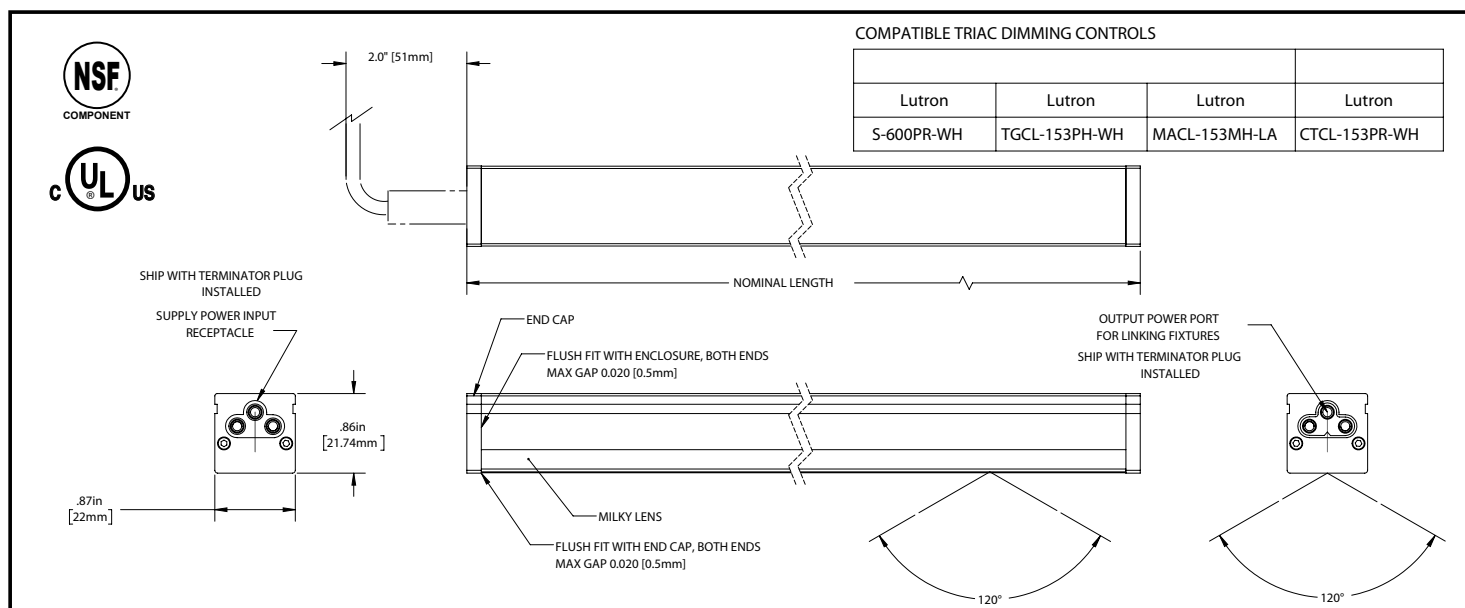 NSF.
COMPONENT
C UL ® US
2.0" [51mm]
COMPATIBLE TRIAC DIMMING CONTROLS
Lutron Lutron Lutron Lutron
S-600PR-WH TGCL-153PH-WH MACL-153MH-LA CTCL-153PR-WH
NOMINAL LENGTH
SHIP WITH TERMINATOR PLUG
INSTALLED
SUPPLY POWER INPUT
RECEPTACLE
.86in
[21.74mm]
.87in
[22mm]
END CAP
FLUSH FIT WITH ENCLOSURE, BOTH ENDS
MAX GAP 0.020 [0.5mm]
MILKY LENS
FLUSH FIT WITH END CAP, BOTH ENDS
MAX GAP 0.020 [0.5mm]
120°
OUTPUT POWER PORT
FOR LINKING FIXTURES
SHIP WITH TERMINATOR PLUG
INSTALLED
120°